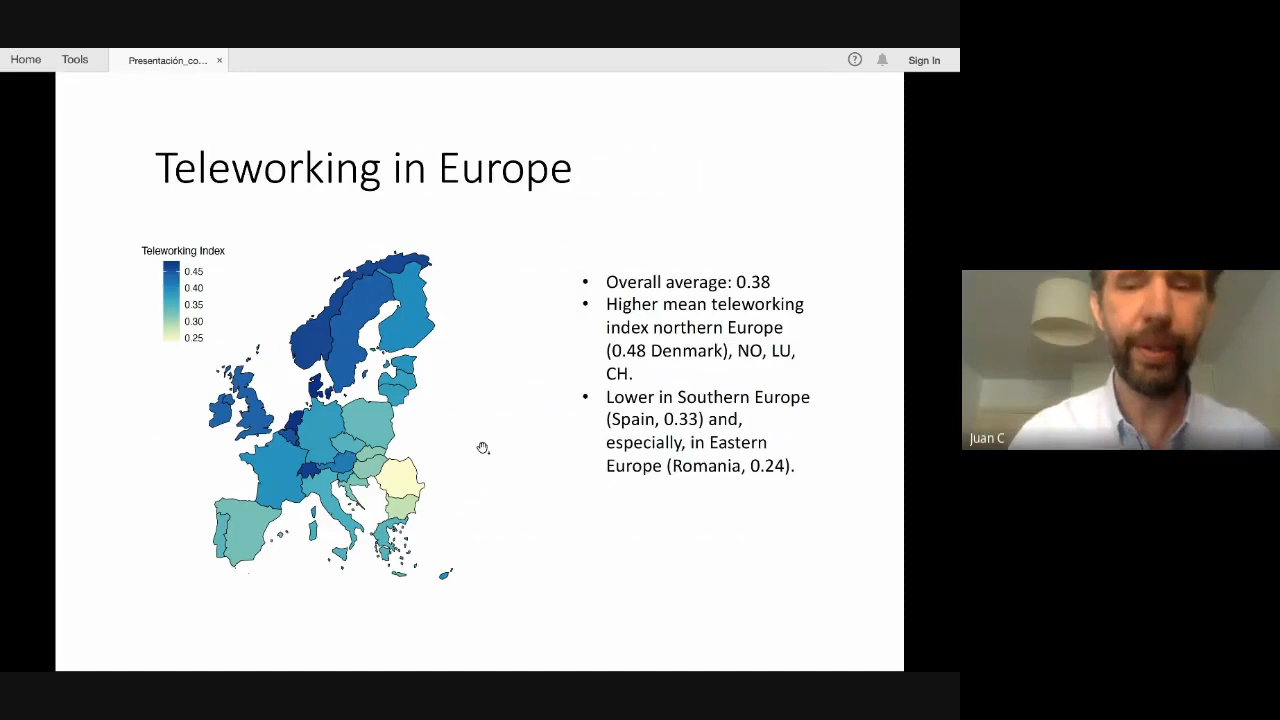 Home Tools Presentación_co... × ? Sign In
Teleworking in Europe
Teleworking Index
0.45
0.40
0.35
0.30
0.25
• Overall average: 0.38
• Higher mean teleworking
index northern Europe
(0.48 Denmark), NO, LU,
CH.
• Lower in Southern Europe
(Spain, 0.33) and,
especially, in Eastern
Europe (Romania, 0.24).
Juan C